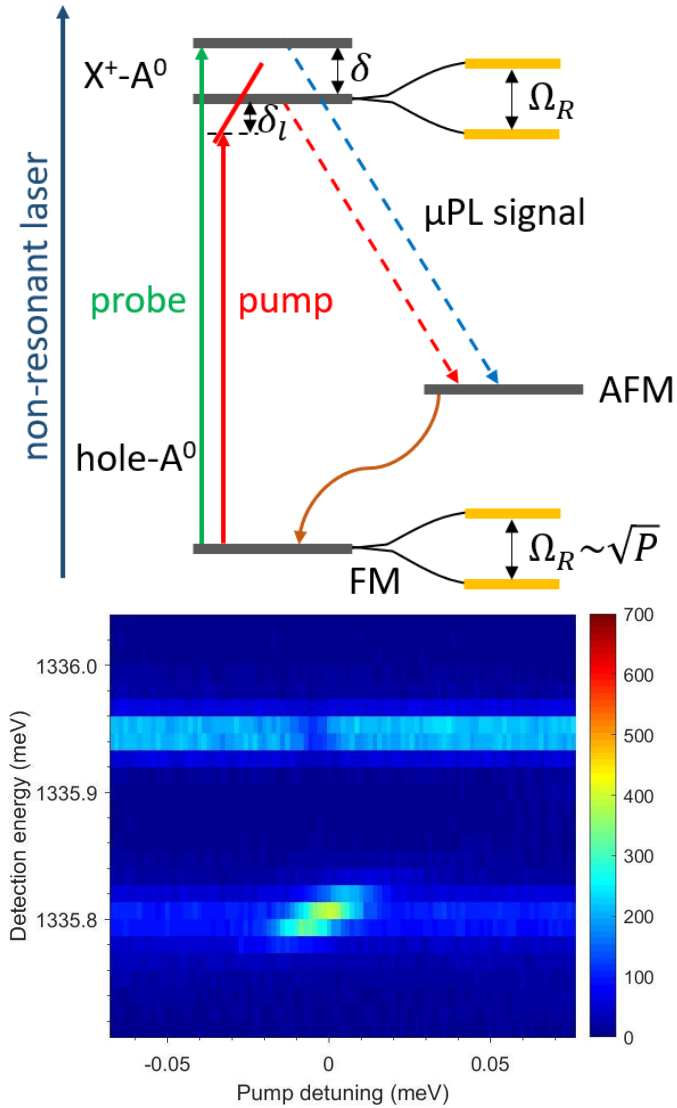 non-resonant laser
X⁺-A⁰
δ
δₗ
Ω_R
μPL signal
probe
pump
AFM
hole-A⁰
FM
Ω_R~√P
Detection energy (meV)
1336.0
1335.9
1335.8
-0.05
0
0.05
Pump detuning (meV)
700
600
500
400
300
200
100
0